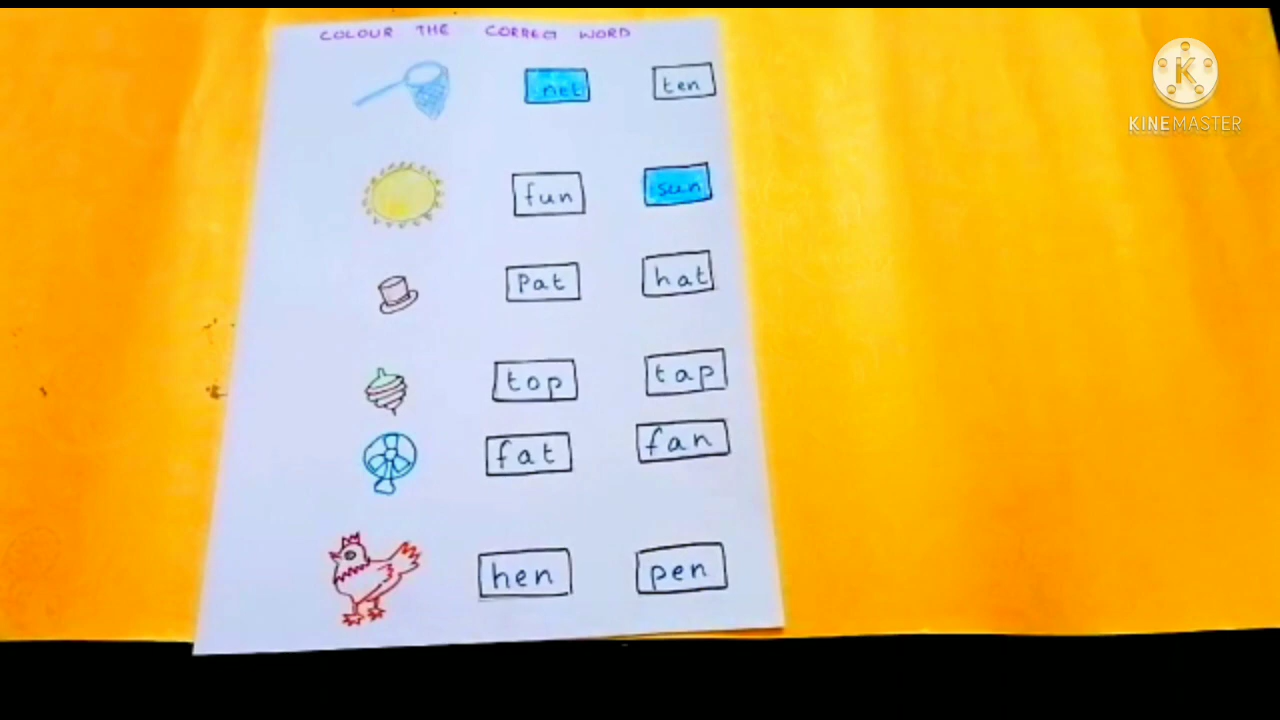 COLOUR THE CORRECT WORD
net ten
fun sun
Pat hat
top tap
fat fan
hen pen
K
KINEMASTER